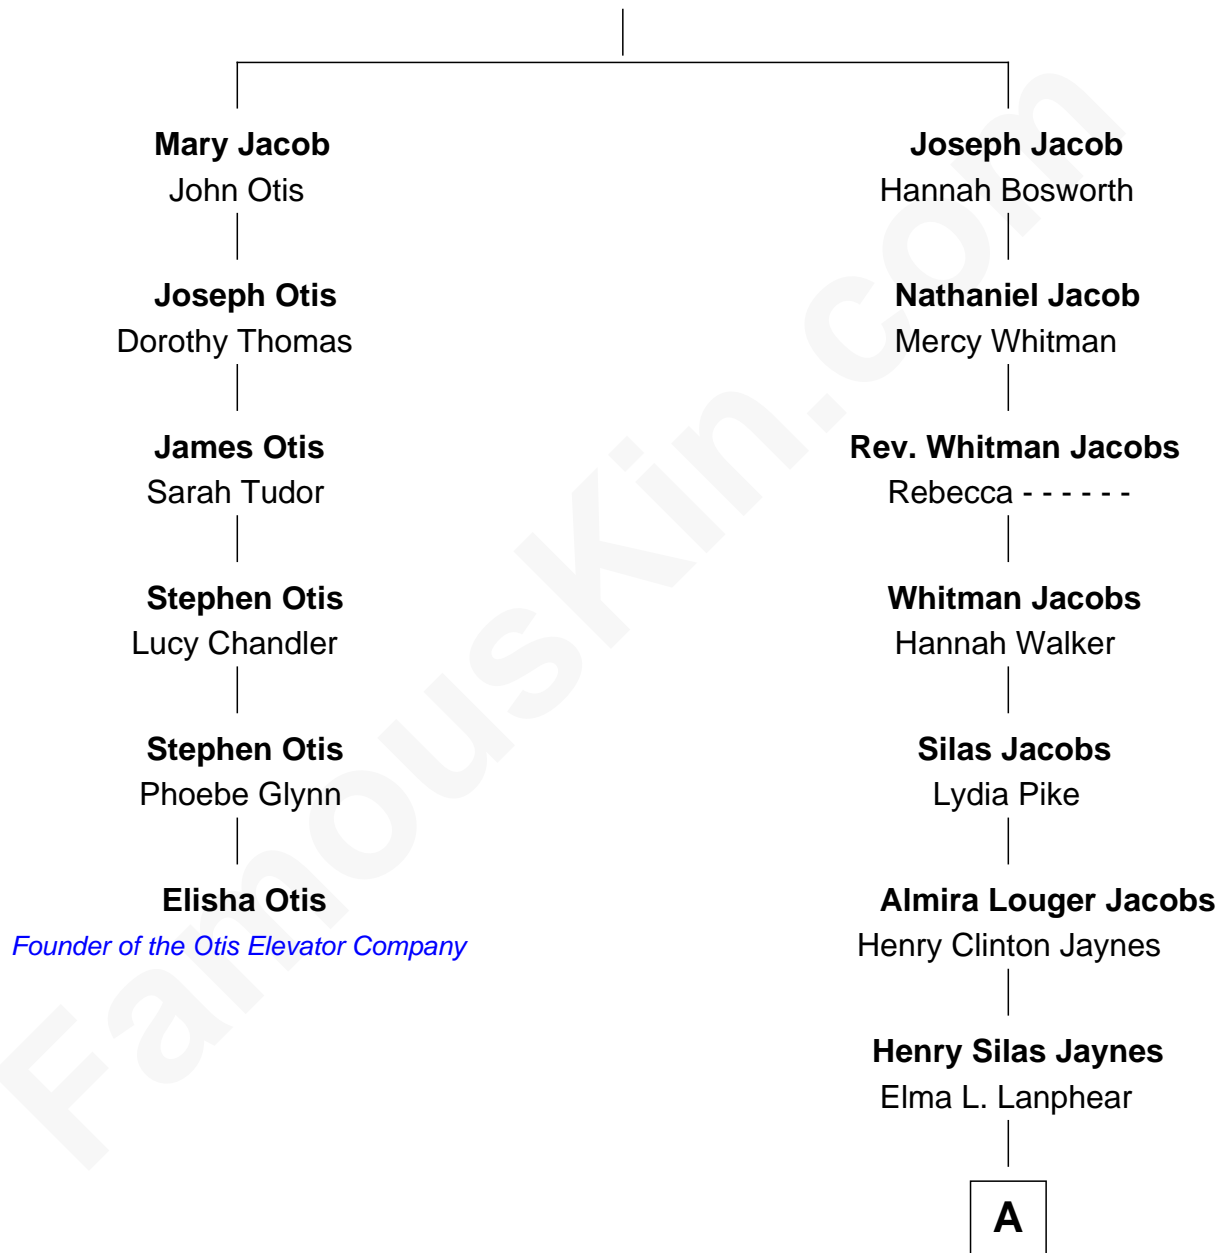 Mary Jacob
John Otis
Joseph Otis
Dorothy Thomas
James Otis
Sarah Tudor
Stephen Otis
Lucy Chandler
Stephen Otis
Phoebe Glynn
Elisha Otis
Founder of the Otis Elevator Company
Joseph Jacob
Hannah Bosworth
Nathaniel Jacob
Mercy Whitman
Rev. Whitman Jacobs
Rebecca - - - - - -
Whitman Jacobs
Hannah Walker
Silas Jacobs
Lydia Pike
Almira Louger Jacobs
Henry Clinton Jaynes
Henry Silas Jaynes
Elma L. Lanphear
A
FamousKin.com